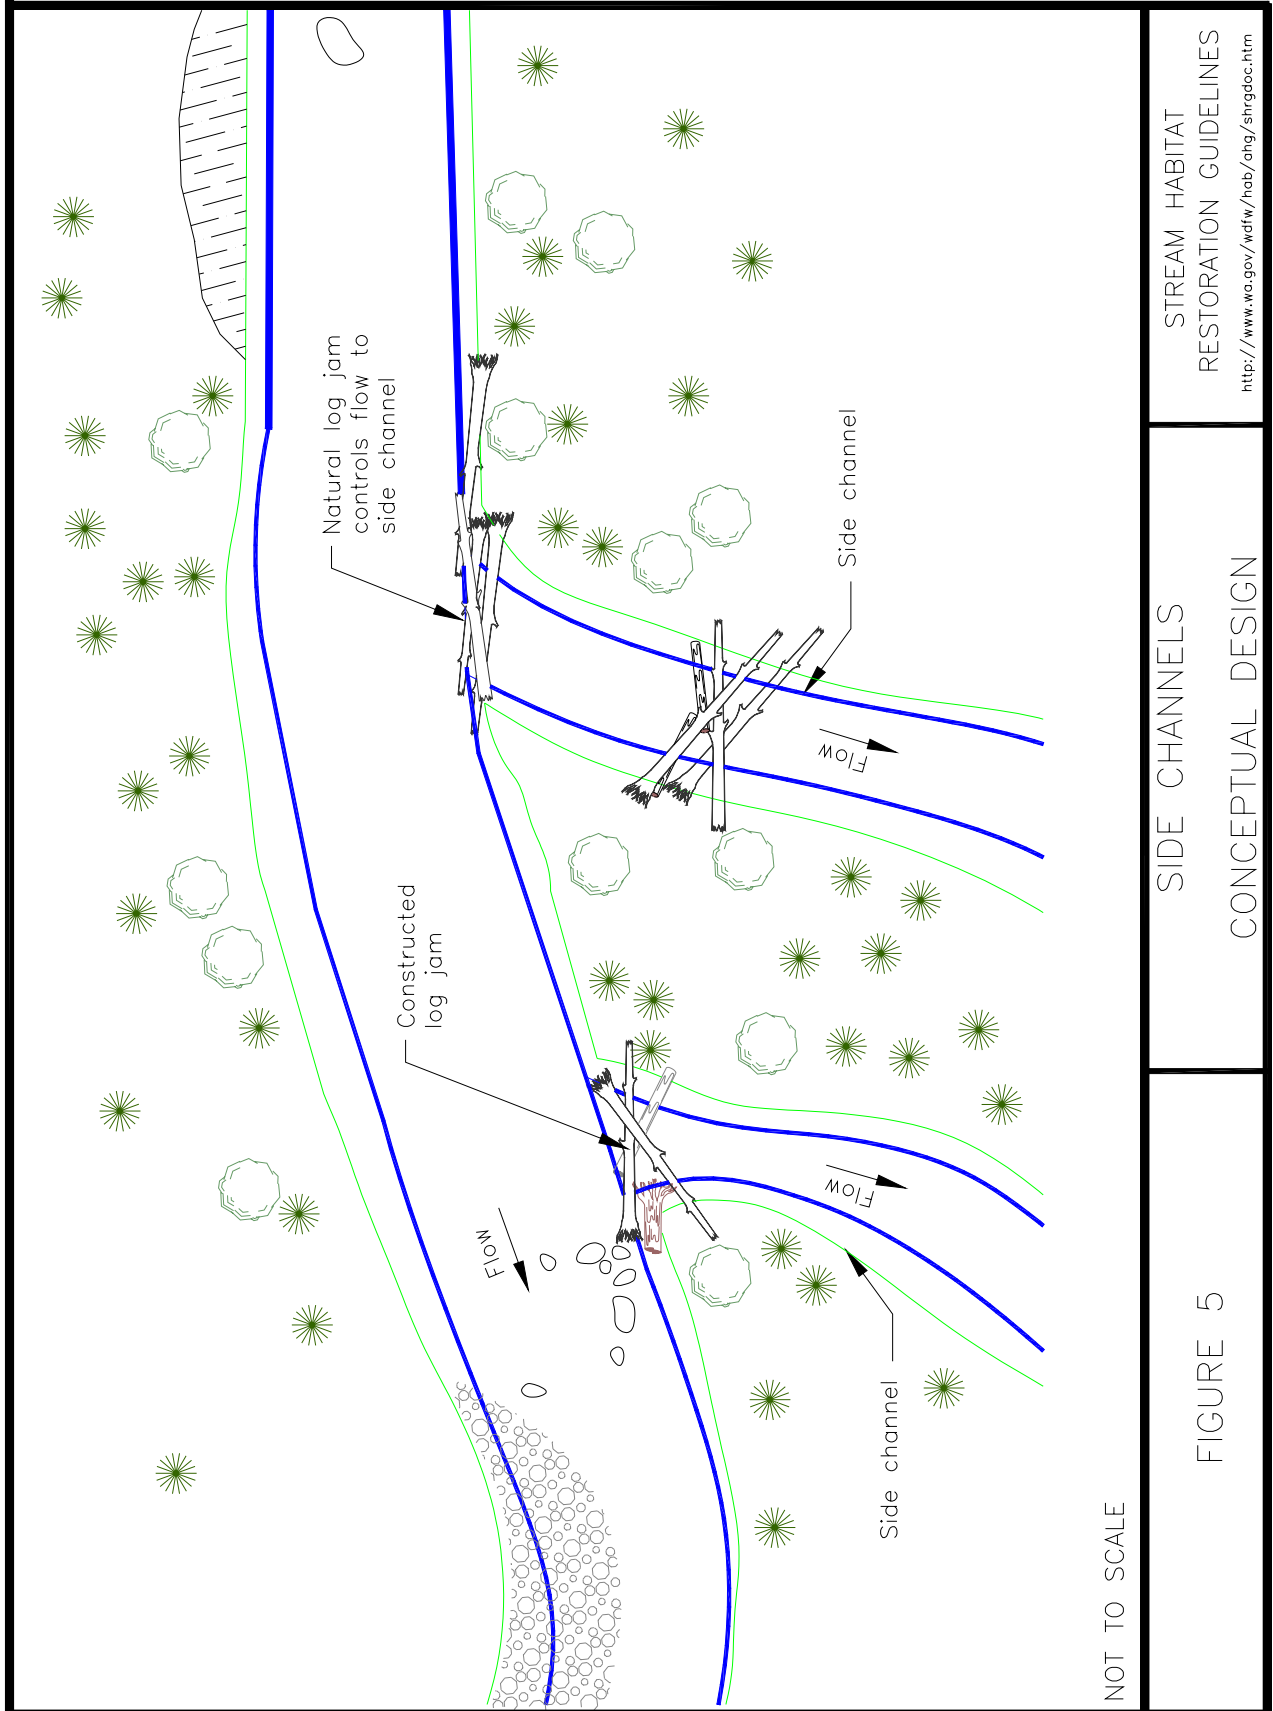 Natural log jam
controls flow to
side channel
Side channel
Flow
Constructed
log jam
Flow
Flow
Side channel
NOT TO SCALE
FIGURE 5
SIDE CHANNELS
CONCEPTUAL DESIGN
STREAM HABITAT
RESTORATION GUIDELINES
http://www.wa.gov/wdfw/hab/ahg/shrgdoc.htm